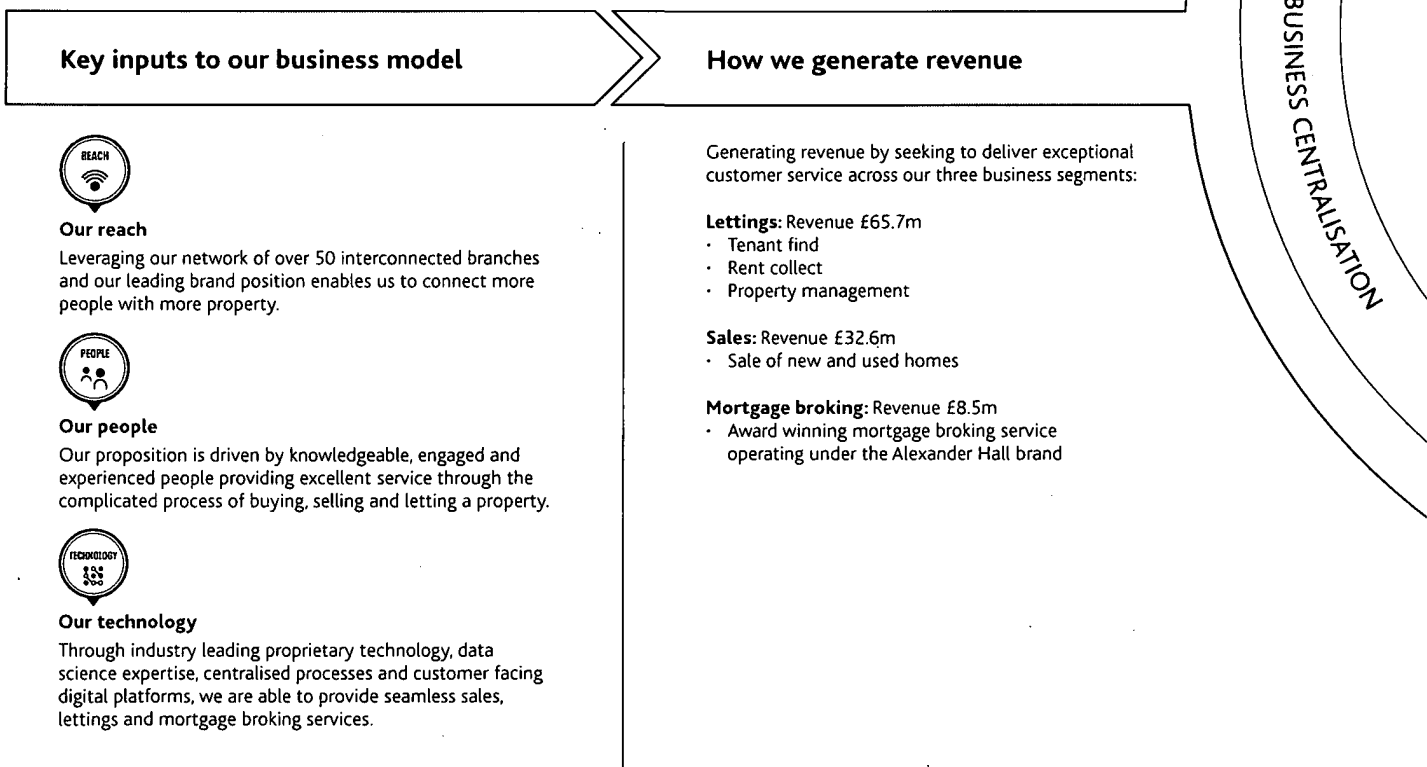 Key inputs to our business model
REACH
Our reach
Leveraging our network of over 50 interconnected branches
and our leading brand position enables us to connect more
people with more property.
PEOPLE
Our people
Our proposition is driven by knowledgeable, engaged and
experienced people providing excellent service through the
complicated process of buying, selling and letting a property.
TECHNOLOGY
Our technology
Through industry leading proprietary technology, data
science expertise, centralised processes and customer facing
digital platforms, we are able to provide seamless sales,
lettings and mortgage broking services.
How we generate revenue
Generating revenue by seeking to deliver exceptional
customer service across our three business segments:
Lettings: Revenue £65.7m
· Tenant find
· Rent collect
· Property management
Sales: Revenue £32.6m
· Sale of new and used homes
Mortgage broking: Revenue £8.5m
· Award winning mortgage broking service
operating under the Alexander Hall brand
BUSINESS CENTRALISATION